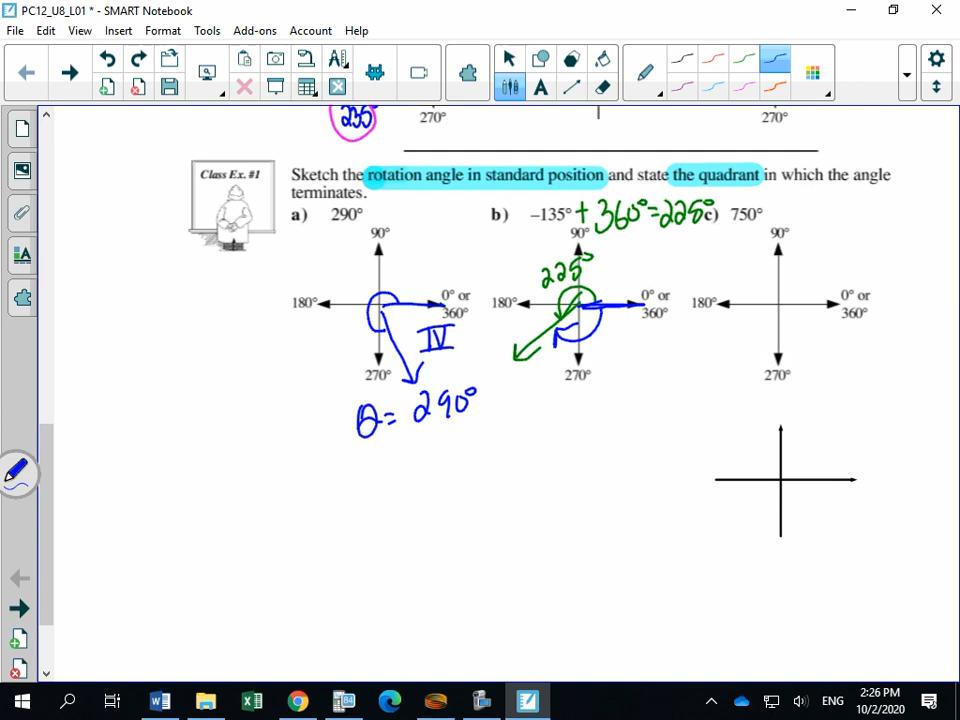 PC12_U8_L01 * - SMART Notebook
File Edit View Insert Format Tools Add-ons Account Help
235°
270° 270°
Class Ex. #1
Sketch the rotation angle in standard position and state the quadrant in which the angle
terminates.
a) 290° b) –135° + 360° = 225° c) 750°
90° 90° 90°
225°
180° 0° or 180° 0° or 180° 0° or
360° 360° 360°
IV
270° 270° 270°
θ = 290°
ENG
2:26 PM
10/2/2020